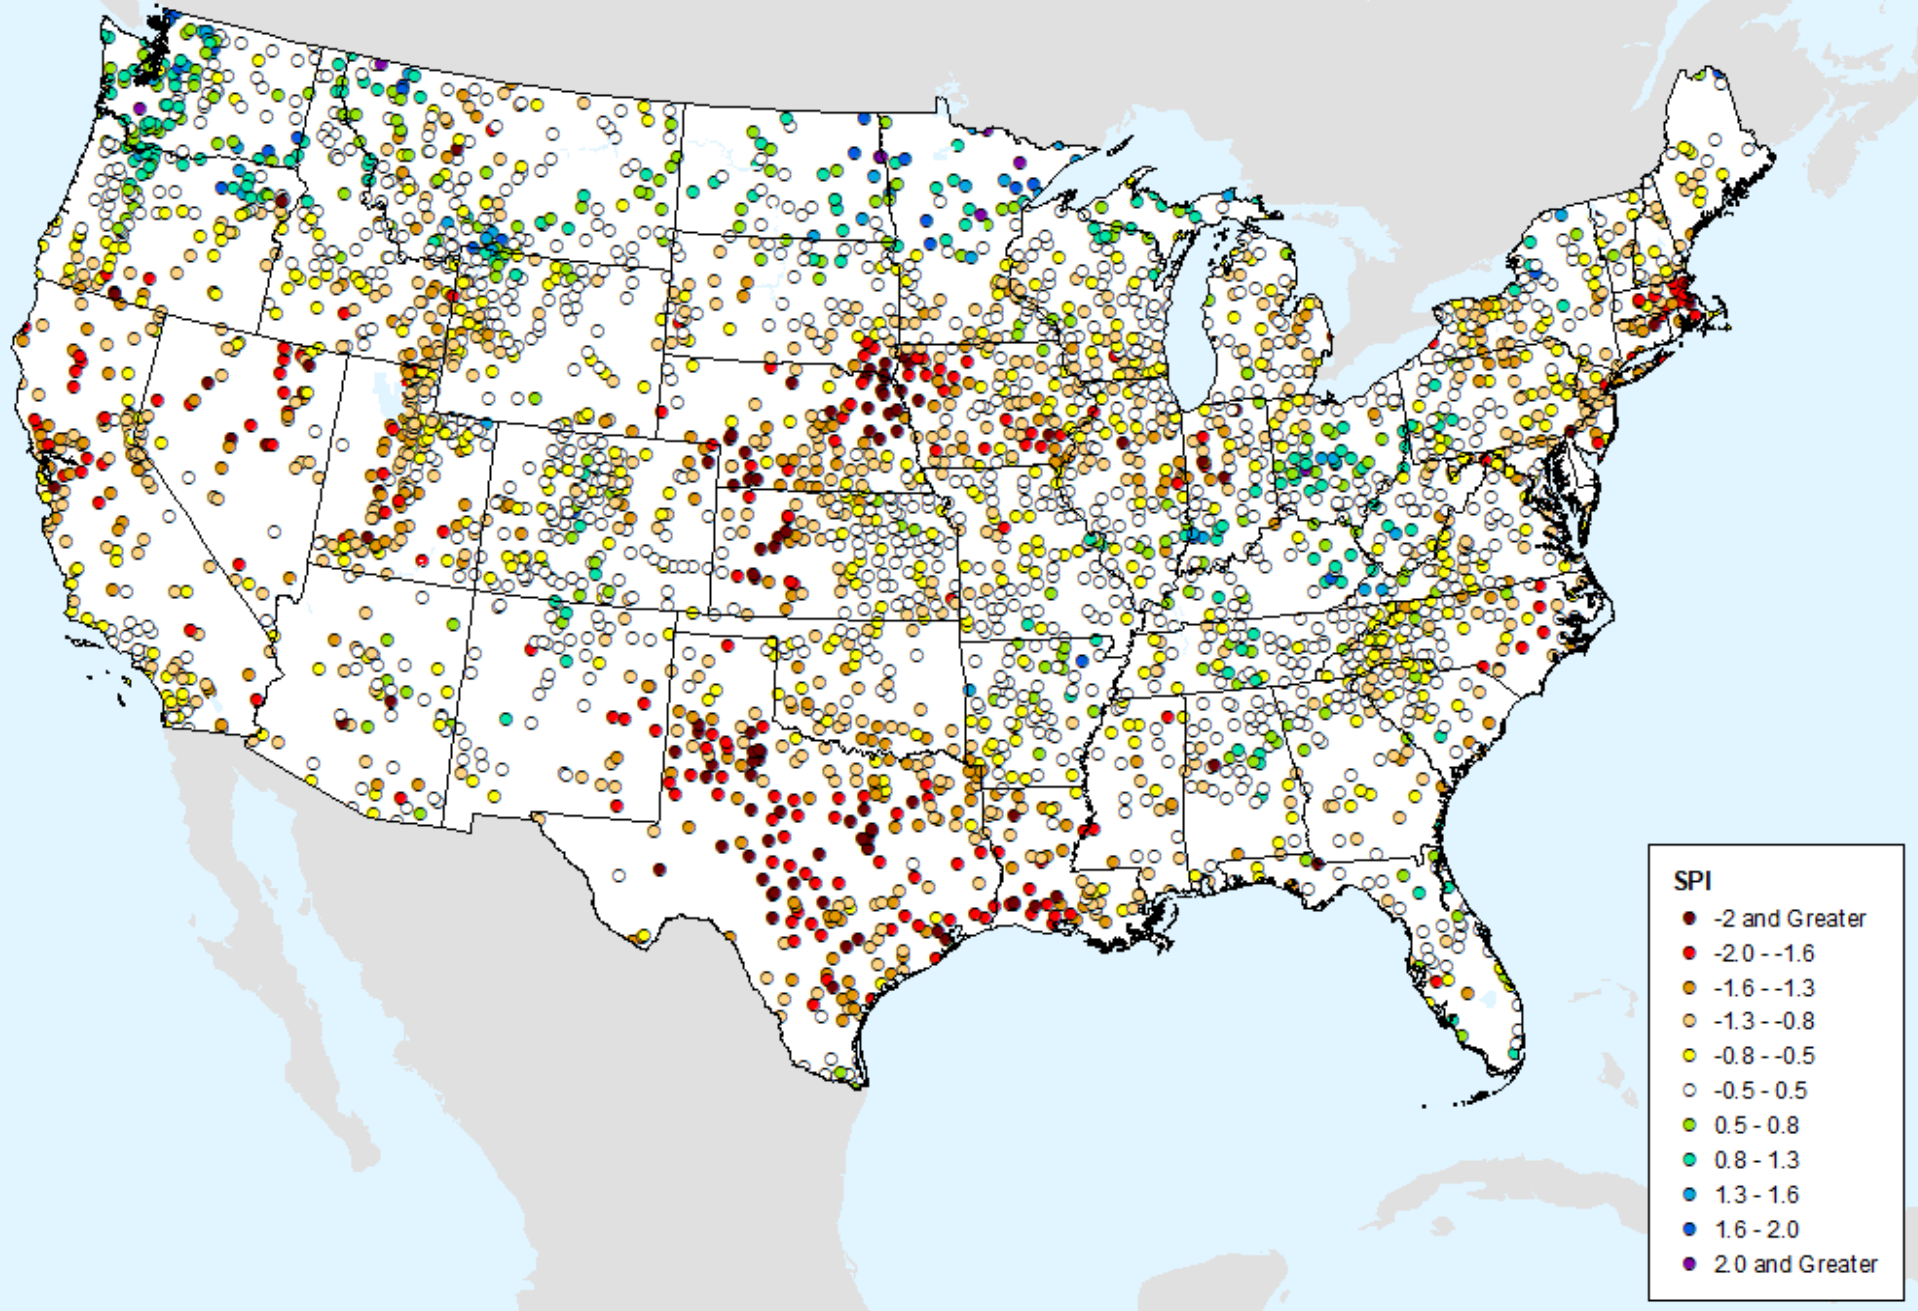 SPI
-2 and Greater
-2.0 - -1.6
-1.6 - -1.3
-1.3 - -0.8
-0.8 - -0.5
-0.5 - 0.5
0.5 - 0.8
0.8 - 1.3
1.3 - 1.6
1.6 - 2.0
2.0 and Greater